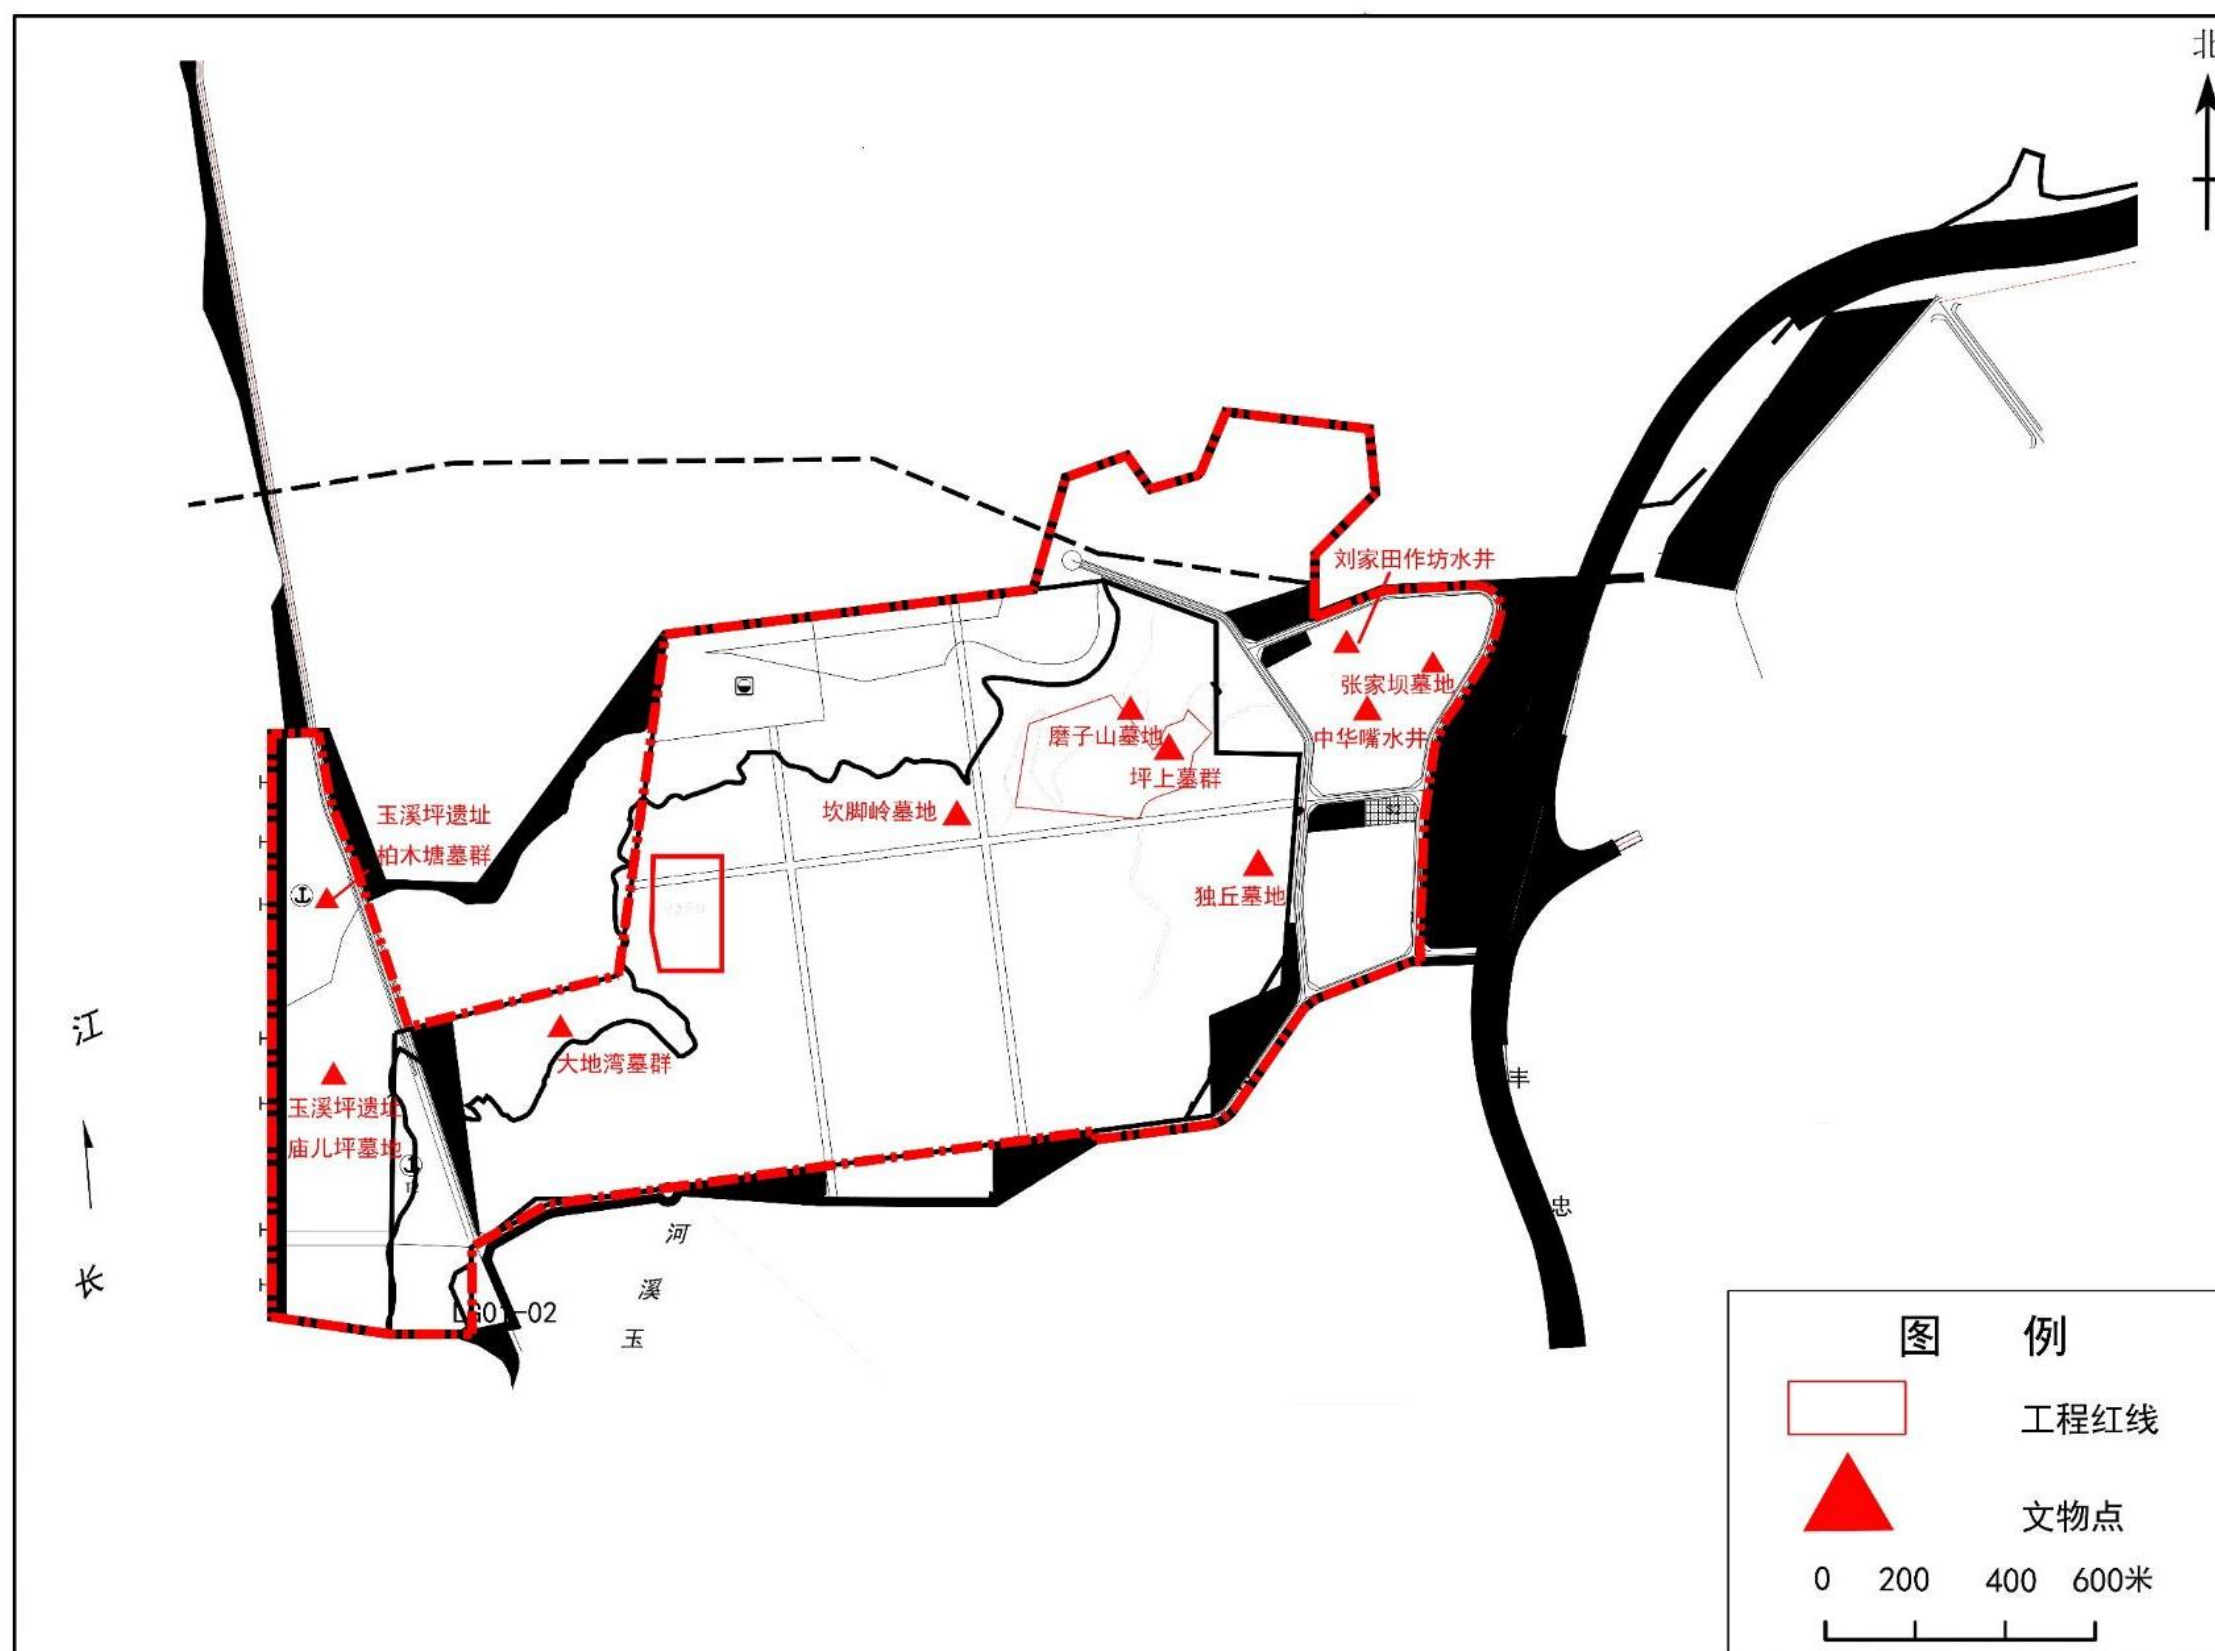 北
刘家田作坊水井
张家坝墓地
磨子山墓地
中华嘴水井
坪上墓群
坎脚岭墓地
玉溪坪遗址
柏木塘墓群
独丘墓地
江
长
大地湾墓群
丰
忠
玉溪坪遗址
庙儿坪墓地
河
溪
玉
LG01-02
图 例
工程红线
文物点
0 200 400 600米